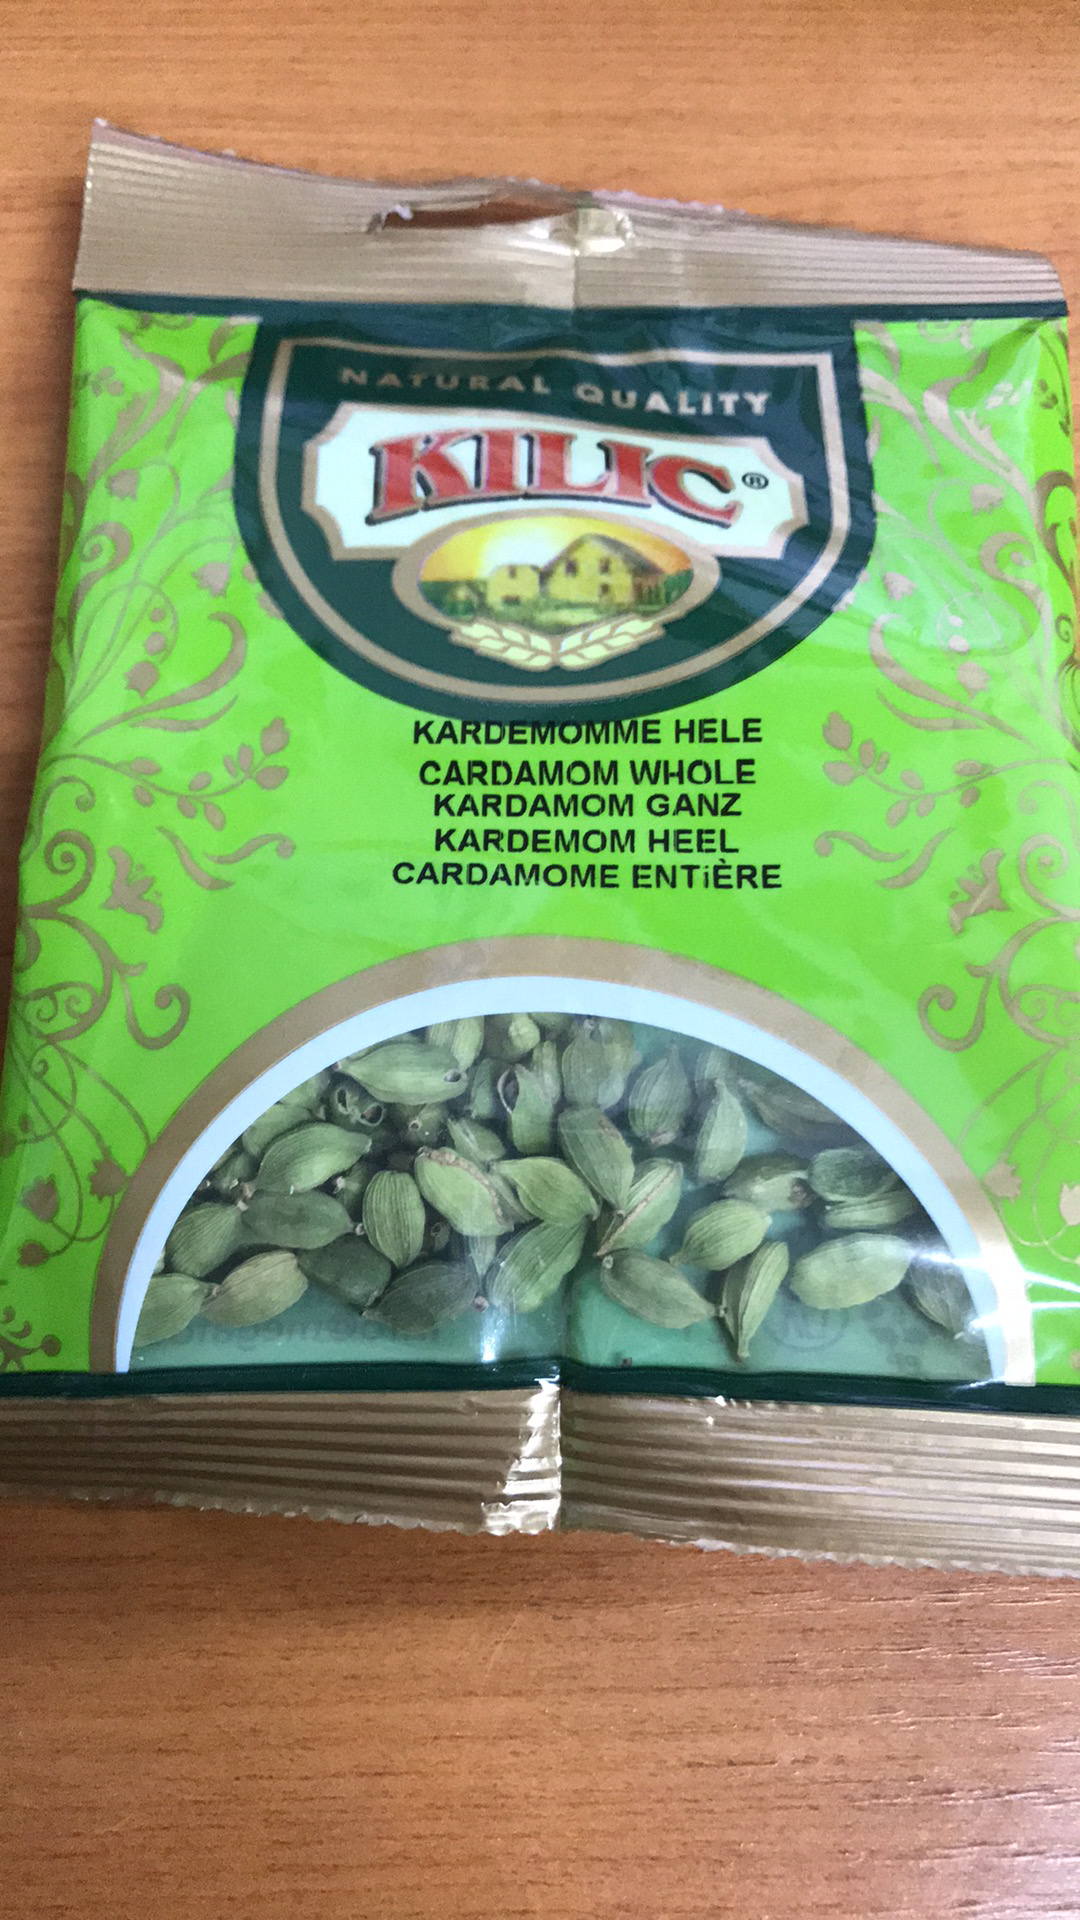 NATURAL QUALITY
KILIC®
KARDEMOMME HELE
CARDAMOM WHOLE
KARDAMOM GANZ
KARDEMOM HEEL
CARDAMOME ENTiÈRE